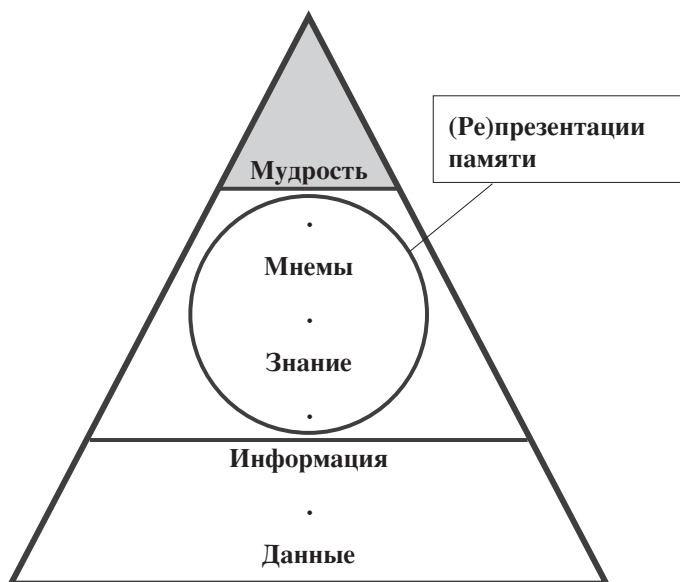 (Ре)презентации
памяти
Мудрость
.
Мнемы
.
Знание
.
Информация
.
Данные